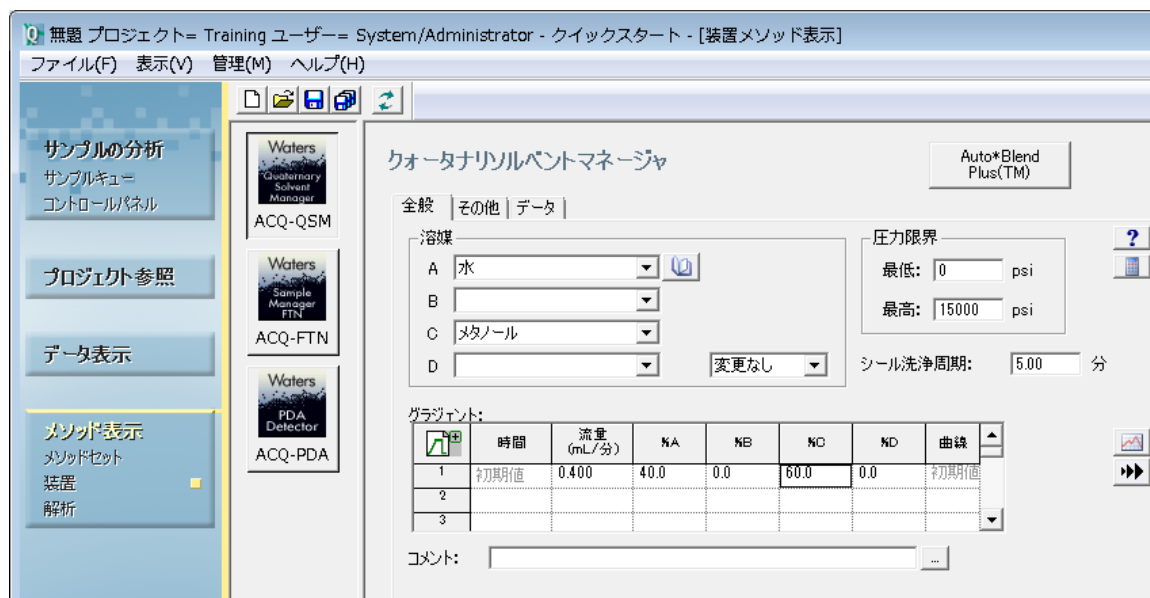 無題 プロジェクト= Training ユーザー= System/Administrator - クイックスタート - [装置メソッド表示]
ファイル(F) 表示(V) 管理(M) ヘルプ(H)
サンプルの分析
サンプルキュー
コントロールパネル
プロジェクト参照
データ表示
メソッド表示
メソッドセット
装置
解析
Waters
Quaternary
Solvent
Manager
ACQ-QSM
Waters
Sample
Manager
FTN
ACQ-FTN
Waters
PDA
Detector
ACQ-PDA
クォータナリソルベントマネージャ
Auto*Blend
Plus(TM)
全般 その他 データ
溶媒
A 水
B
C メタノール
D 変更なし
圧力限界
最低: 0 psi
最高: 15000 psi
シール洗浄周期: 5.00 分
グラジェント:
時間 流量(mL/分) %A %B %C %D 曲線
1 初期値 0.400 40.0 0.0 60.0 0.0 初期値
2
3
コメント: ...